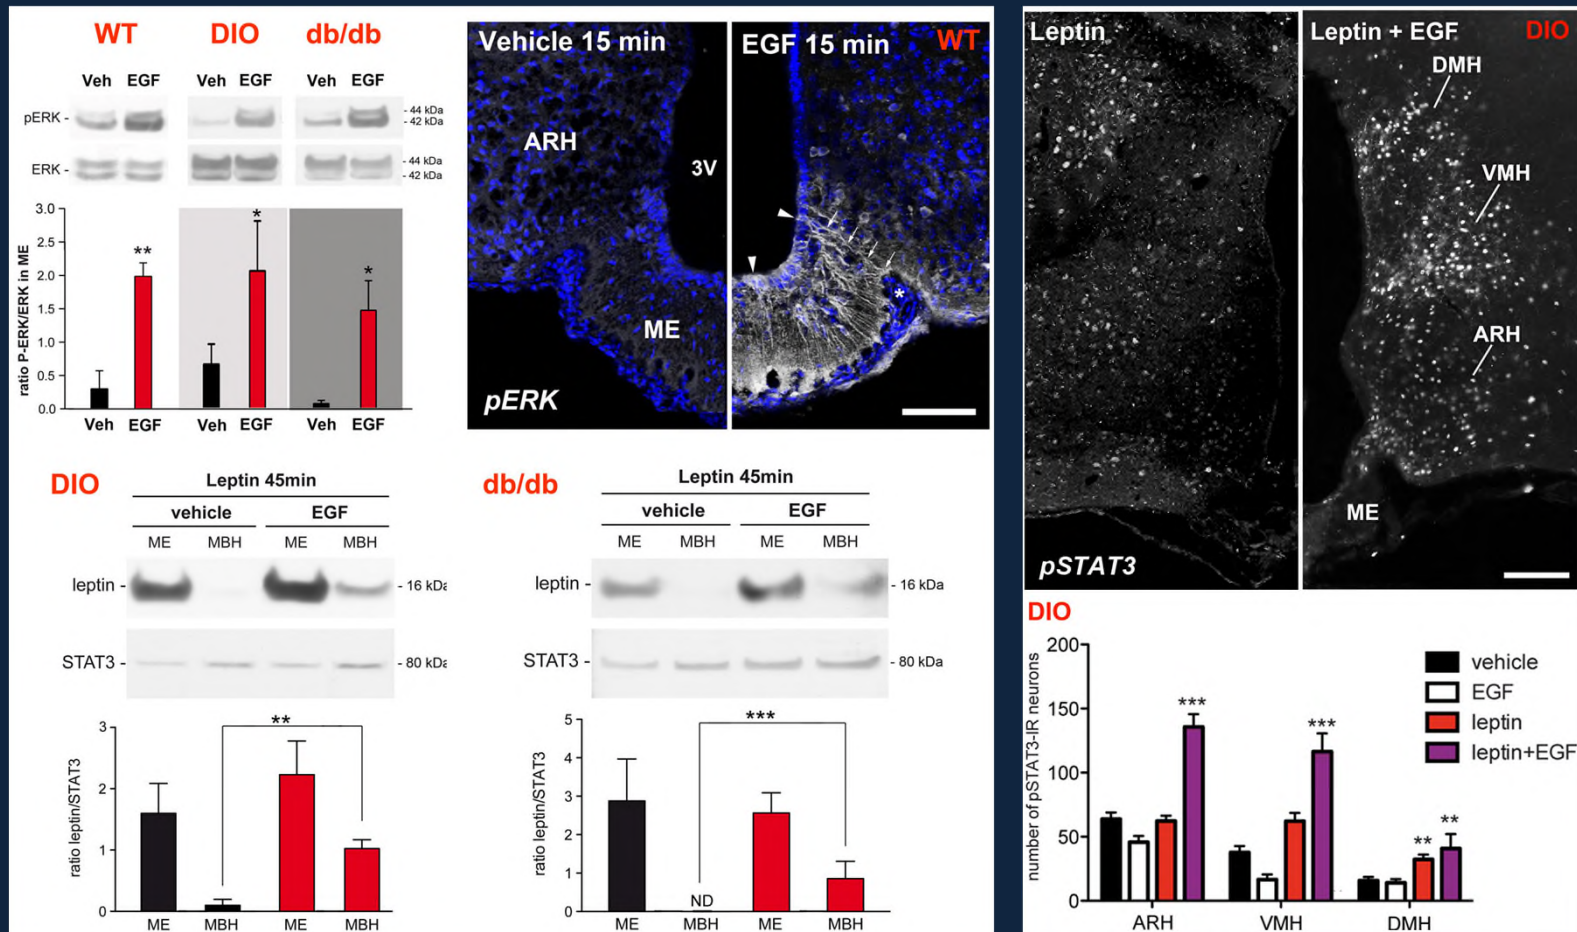 WT DIO db/db
Veh EGF Veh EGF Veh EGF
pERK - - 44 kDa
- 42 kDa
ERK - - 44 kDa
- 42 kDa
ratio P-ERK/ERK in ME
3.0
2.5
2.0
1.5
1.0
0.5
0.0
** * *
Veh EGF Veh EGF Veh EGF
Vehicle 15 min EGF 15 min WT
ARH
3V
ME
*
pERK
DIO
Leptin 45min
vehicle EGF
ME MBH ME MBH
leptin - - 16 kDa
STAT3 - - 80 kDa
ratio leptin/STAT3
3
2
1
0
**
ME MBH ME MBH
db/db
Leptin 45min
vehicle EGF
ME MBH ME MBH
leptin - - 16 kDa
STAT3 - - 80 kDa
ratio leptin/STAT3
5
4
3
2
1
0
***
ND
ME MBH ME MBH
Leptin Leptin + EGF DIO
DMH
VMH
ARH
ME
pSTAT3
DIO
number of pSTAT3-IR neurons
200
150
100
50
0
*** *** ** **
vehicle
EGF
leptin
leptin+EGF
ARH VMH DMH